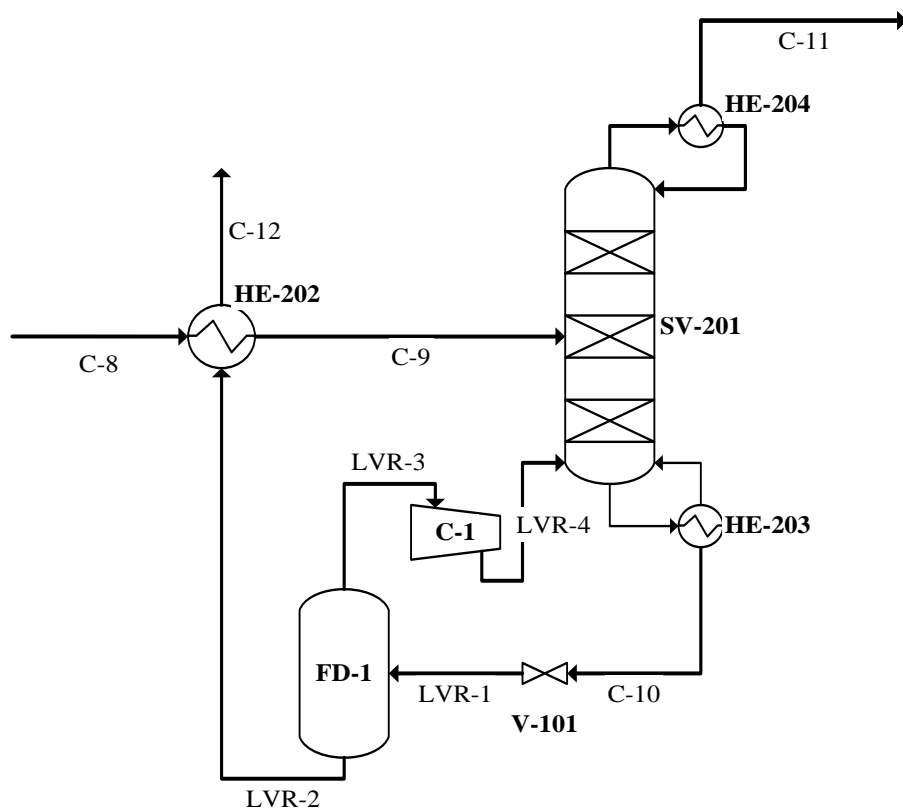 C-11
HE-204
C-12
HE-202
SV-201
C-8
C-9
LVR-3
C-1
LVR-4
HE-203
FD-1
LVR-1
C-10
V-101
LVR-2